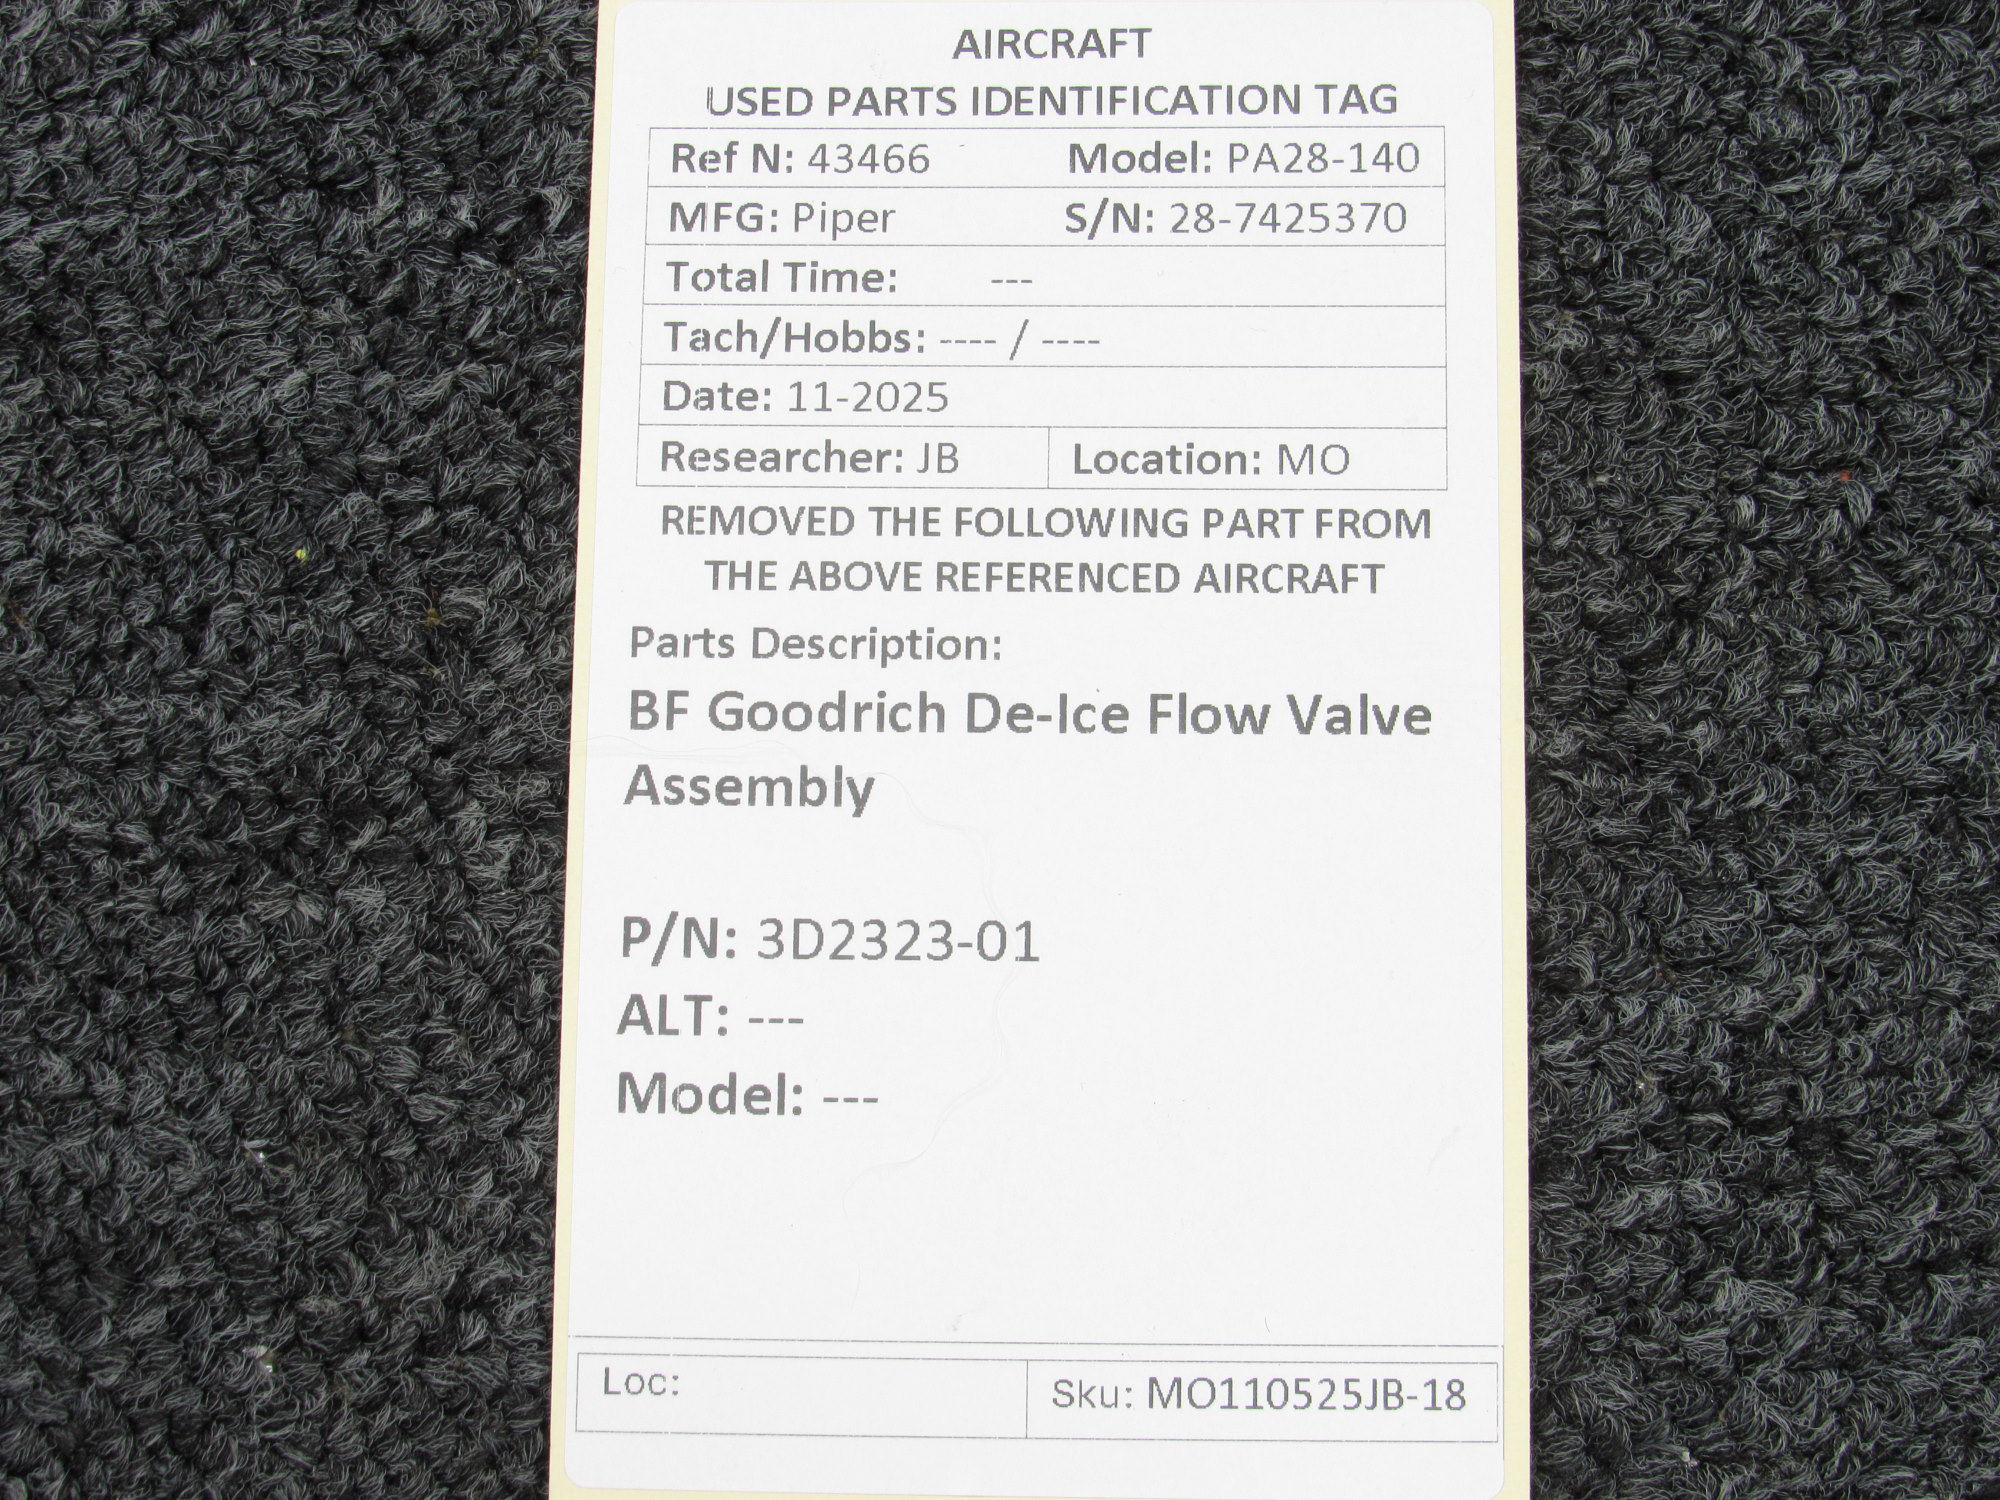 AIRCRAFT
USED PARTS IDENTIFICATION TAG
Ref N: 43466 Model: PA28-140
MFG: Piper S/N: 28-7425370
Total Time: ---
Tach/Hobbs: ---- / ----
Date: 11-2025
Researcher: JB Location: MO
REMOVED THE FOLLOWING PART FROM
THE ABOVE REFERENCED AIRCRAFT
Parts Description:
BF Goodrich De-Ice Flow Valve
Assembly
P/N: 3D2323-01
ALT: ---
Model: ---
Loc: Sku: MO110525JB-18